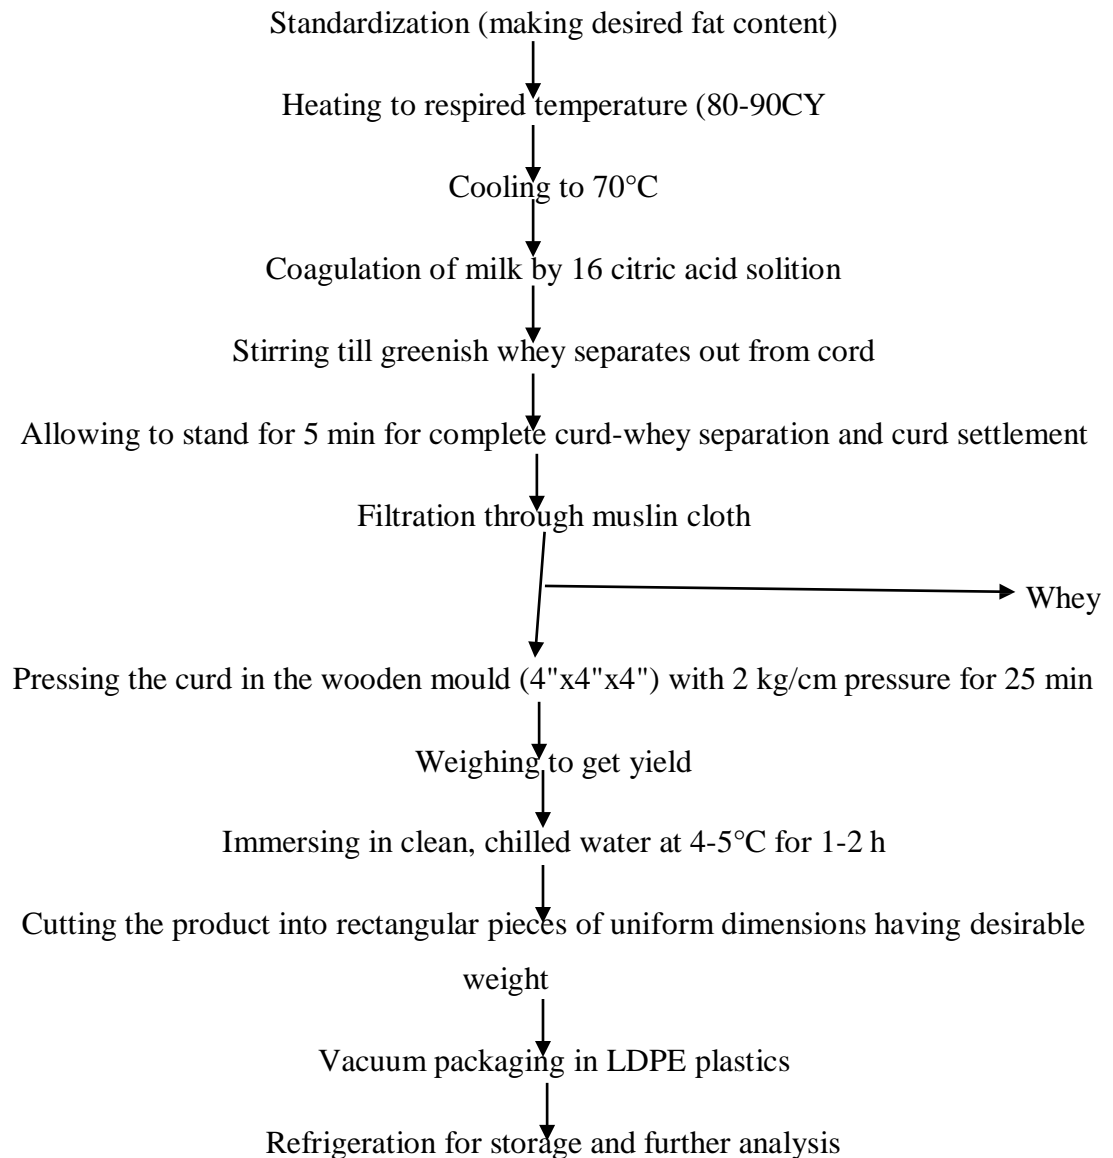 Standardization (making desired fat content)
Heating to respired temperature (80-90CY
Cooling to 70°C
Coagulation of milk by 16 citric acid solition
Stirring till greenish whey separates out from cord
Allowing to stand for 5 min for complete curd-whey separation and curd settlement
Filtration through muslin cloth
Whey
Pressing the curd in the wooden mould (4"x4"x4") with 2 kg/cm pressure for 25 min
Weighing to get yield
Immersing in clean, chilled water at 4-5°C for 1-2 h
Cutting the product into rectangular pieces of uniform dimensions having desirable
weight
Vacuum packaging in LDPE plastics
Refrigeration for storage and further analysis